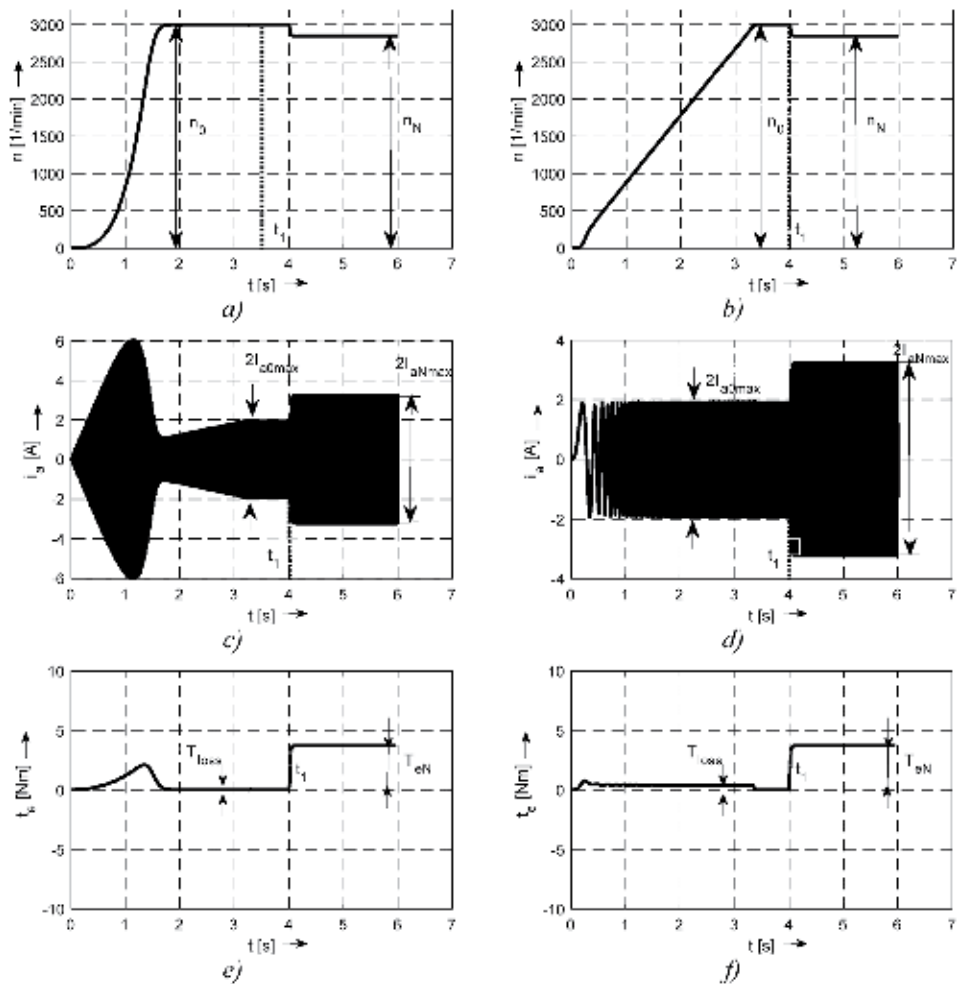 3000
2500
2000
1500
1000
500
0
n [1/min]
n0
nN
t1
0 1 2 3 4 5 6 7
t [s]
a)
3000
2500
2000
1500
1000
500
0
n [1/min]
n0
nN
t1
0 1 2 3 4 5 6 7
t [s]
b)
6
4
2
0
-2
-4
6
ia [A]
2Ia0max
2IaNmax
t1
0 1 2 3 4 5 6 7
t [s]
c)
4
2
0
-2
-4
ia [A]
2Ia0max
2IaNmax
t1
0 1 2 3 4 5 6 7
t [s]
d)
10
5
0
-5
-10
te [Nm]
Tloss
t1
TeN
0 1 2 3 4 5 6 7
t [s]
e)
10
5
0
-5
-10
te [Nm]
Tloss
t1
TeN
0 1 2 3 4 5 6 7
t [s]
f)